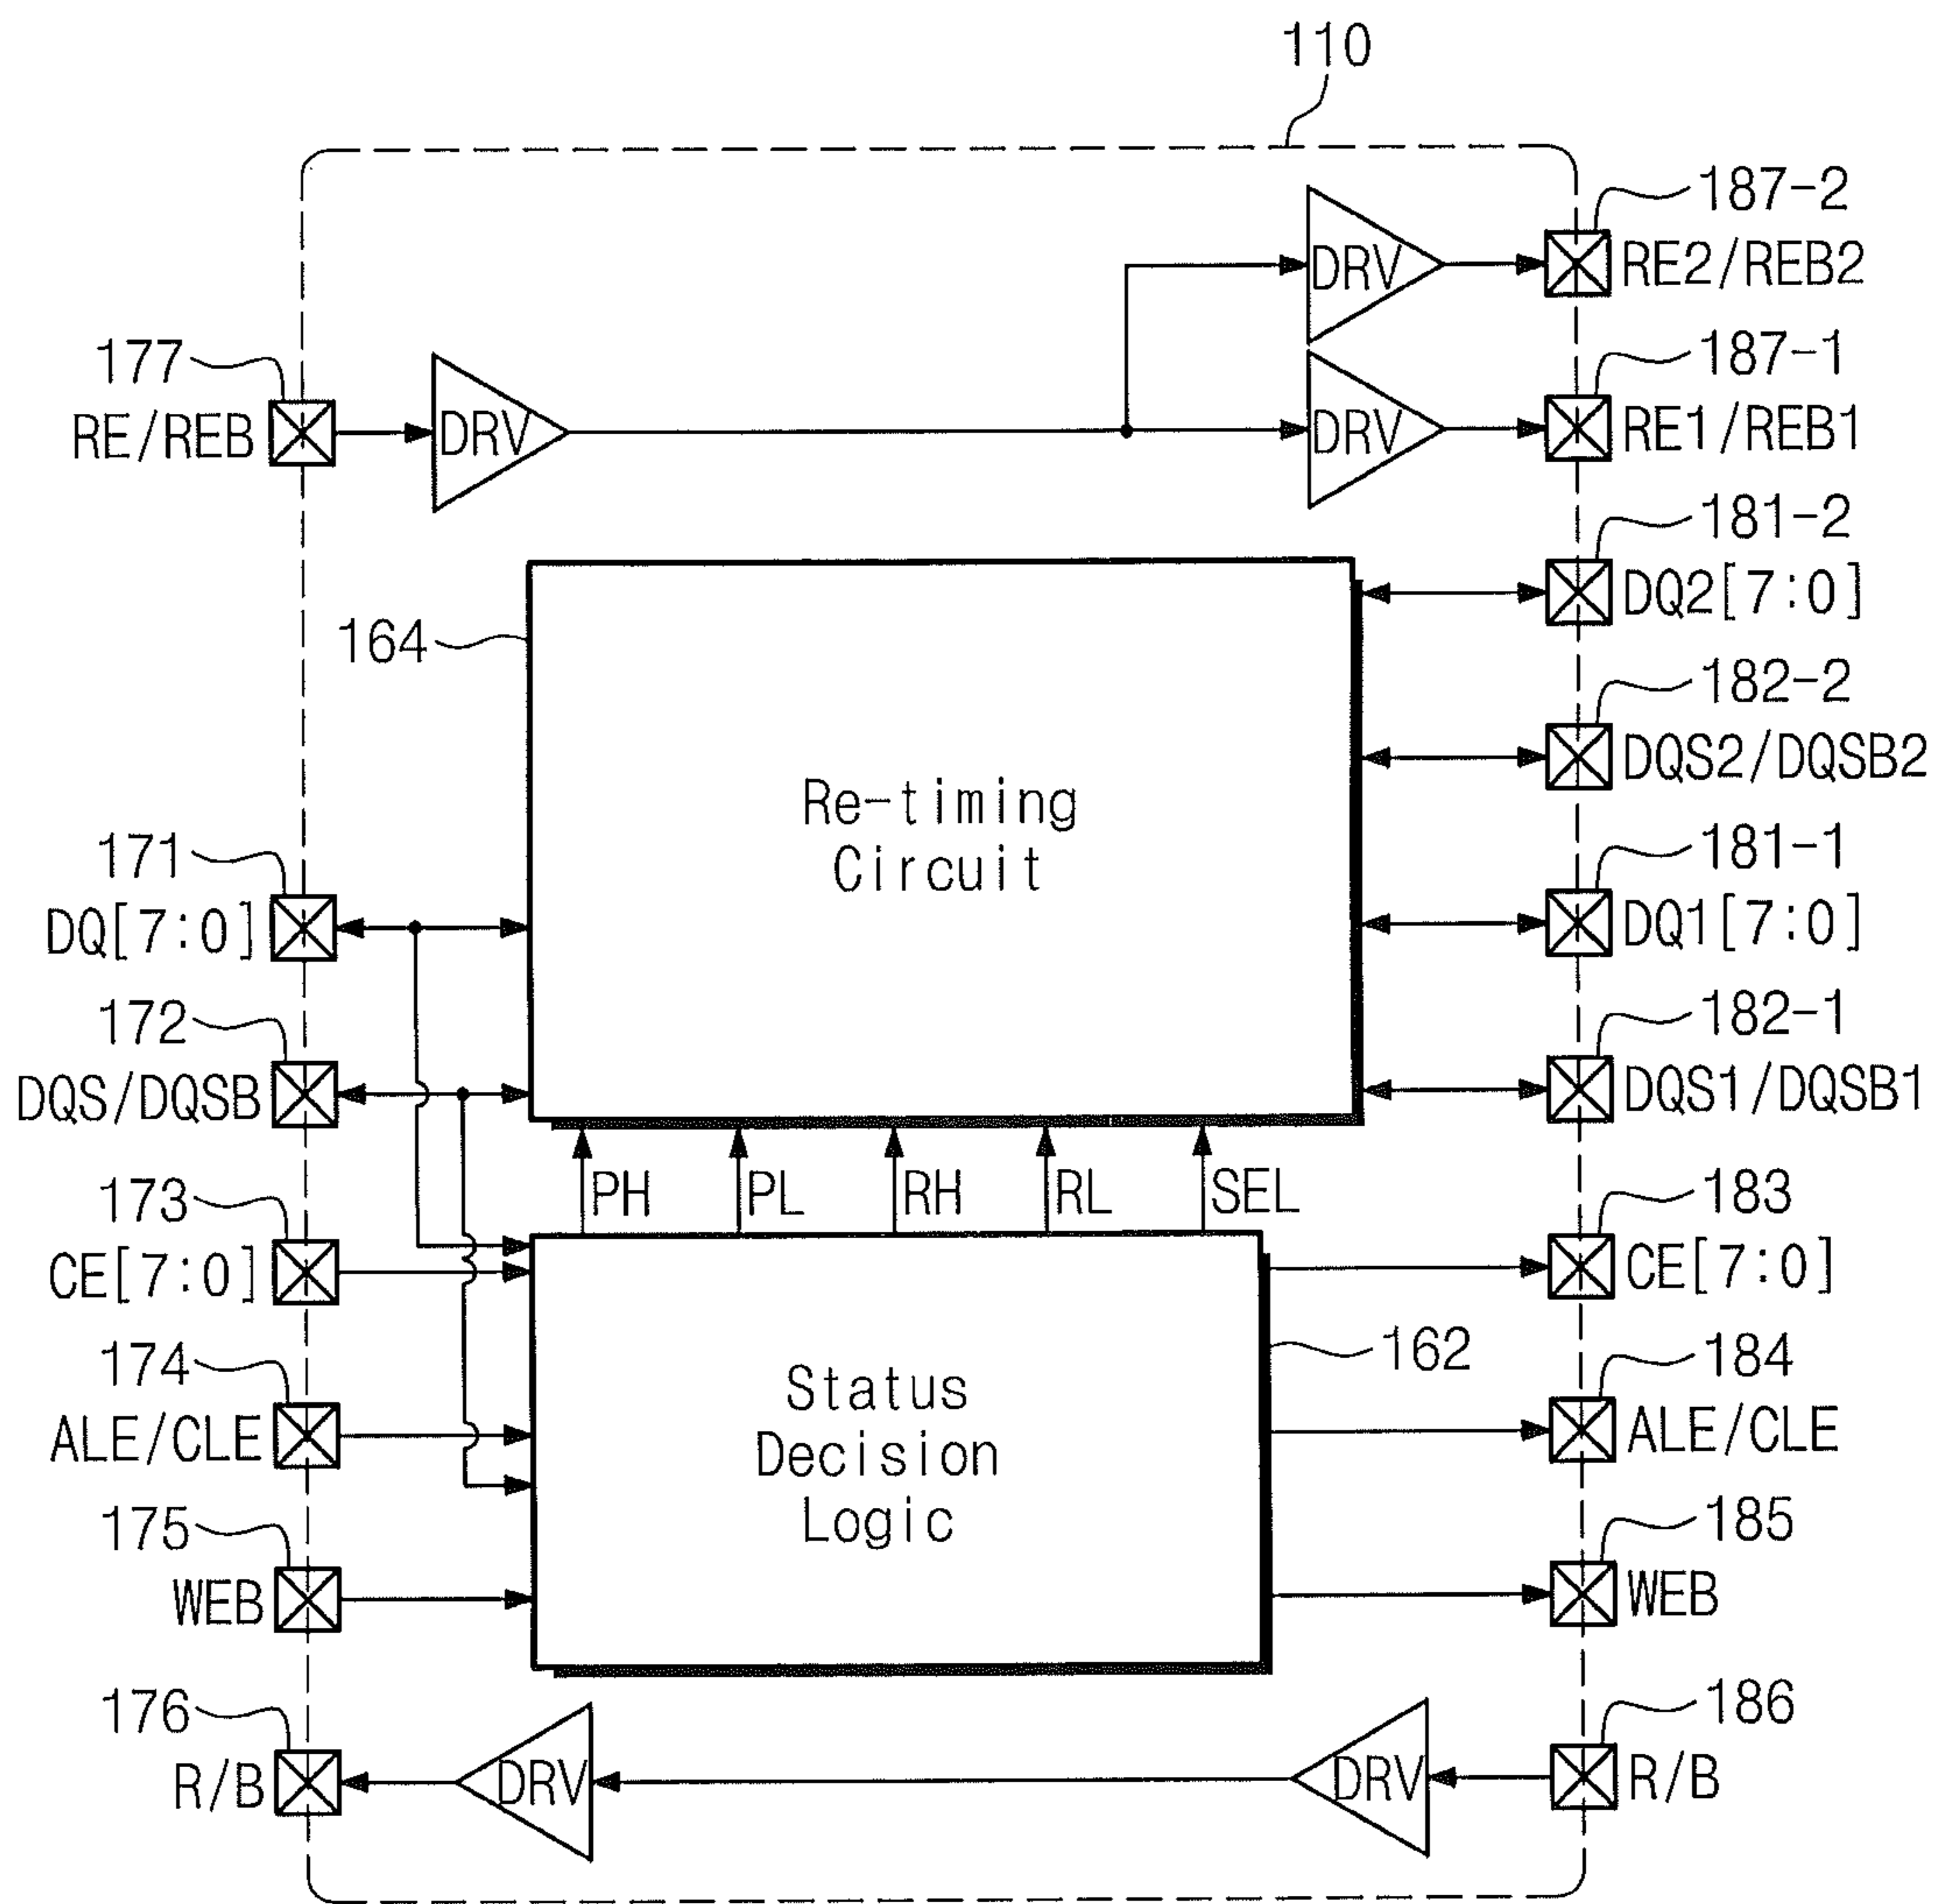 110
187-2
DRV
RE2/REB2
177
187-1
RE/REB
DRV
DRV
RE1/REB1
181-2
DQ2[7:0]
164
182-2
DQS2/DQSB2
Re-timing
Circuit
171
181-1
DQ[7:0]
DQ1[7:0]
172
182-1
DQS/DQSB
DQS1/DQSB1
PH
PL
RH
RL
SEL
173
183
CE[7:0]
CE[7:0]
162
174
184
Status
Decision
Logic
ALE/CLE
ALE/CLE
175
185
WEB
WEB
176
186
R/B
DRV
DRV
R/B